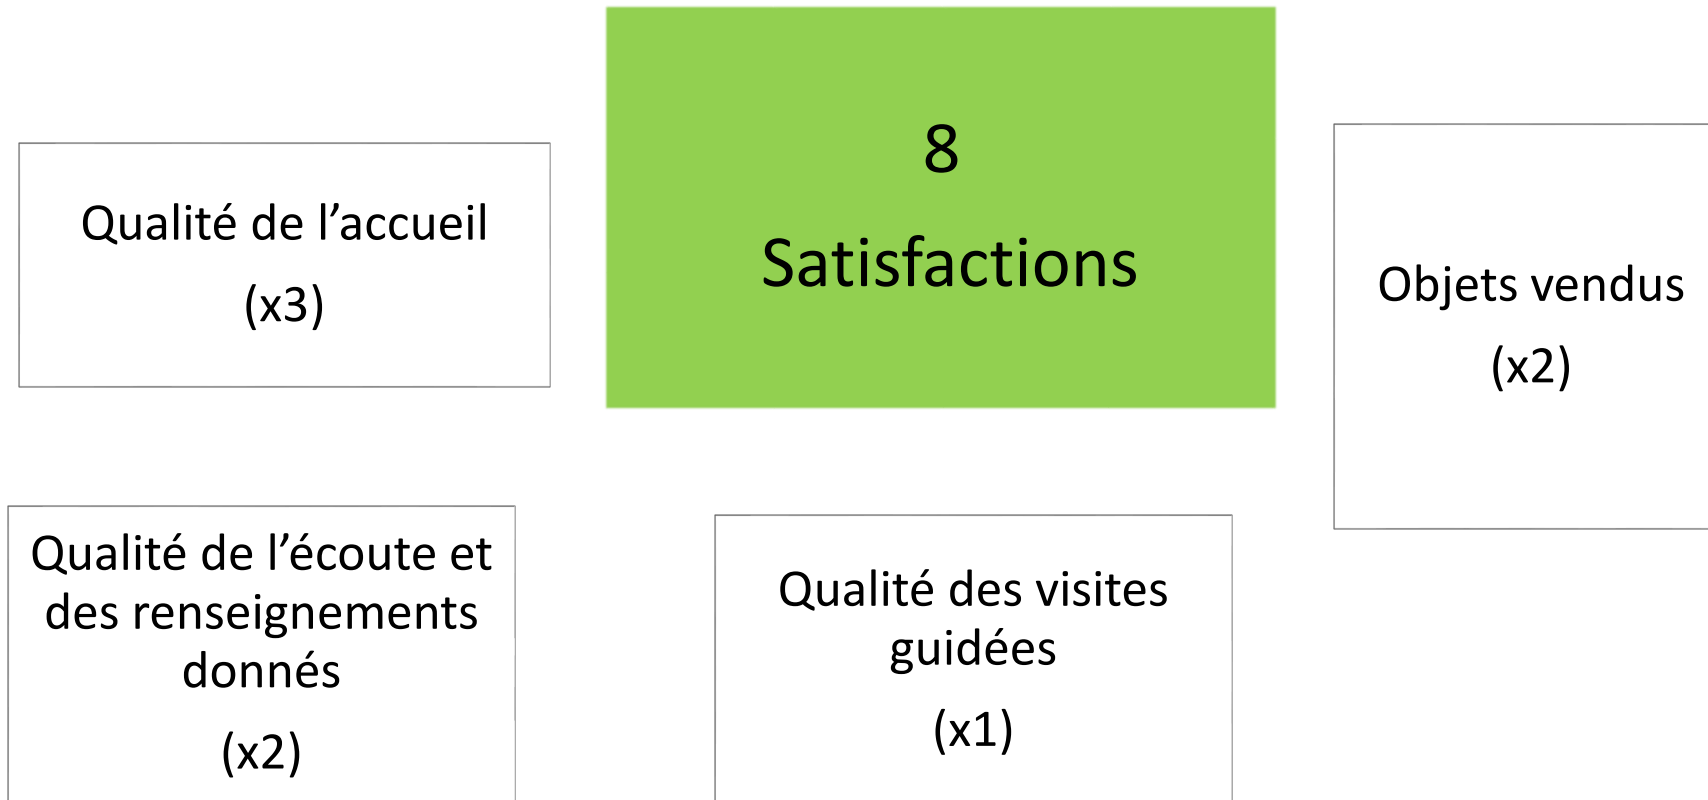 8
Satisfactions
Qualité de l’accueil
(x3)
Objets vendus
(x2)
Qualité de l’écoute et
des renseignements
donnés
(x2)
Qualité des visites
guidées
(x1)